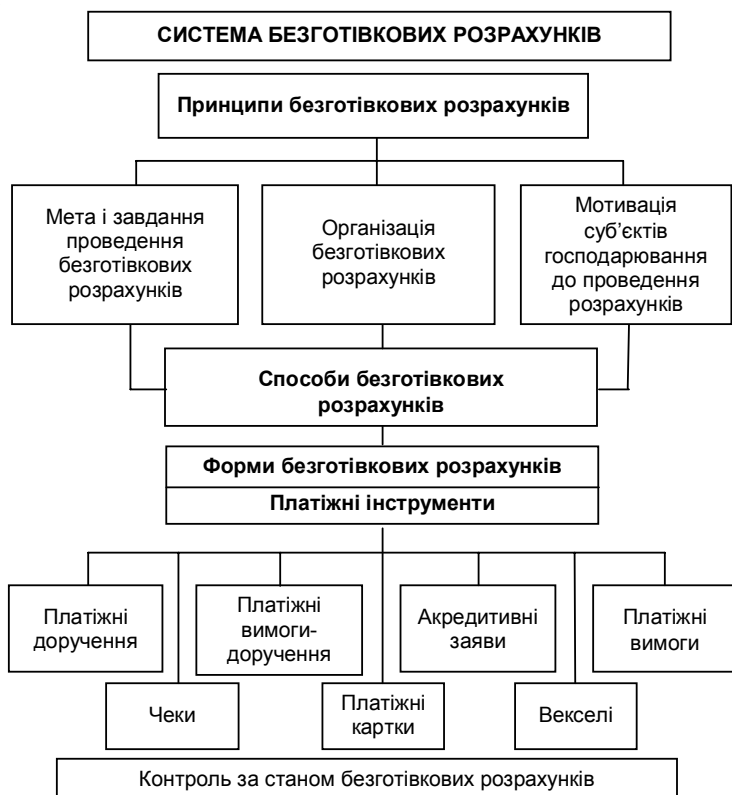 СИСТЕМА БЕЗГОТІВКОВИХ РОЗРАХУНКІВ
Принципи безготівкових розрахунків
Мета і завдання
проведення
безготівкових
розрахунків
Організація
безготівкових
розрахунків
Мотивація
суб’єктів
господарювання
до проведення
розрахунків
Способи безготівкових
розрахунків
Форми безготівкових розрахунків
Платіжні інструменти
Платіжні
доручення
Платіжні
вимоги-
доручення
Акредитивні
заяви
Платіжні
вимоги
Чеки
Платіжні
картки
Векселі
Контроль за станом безготівкових розрахунків